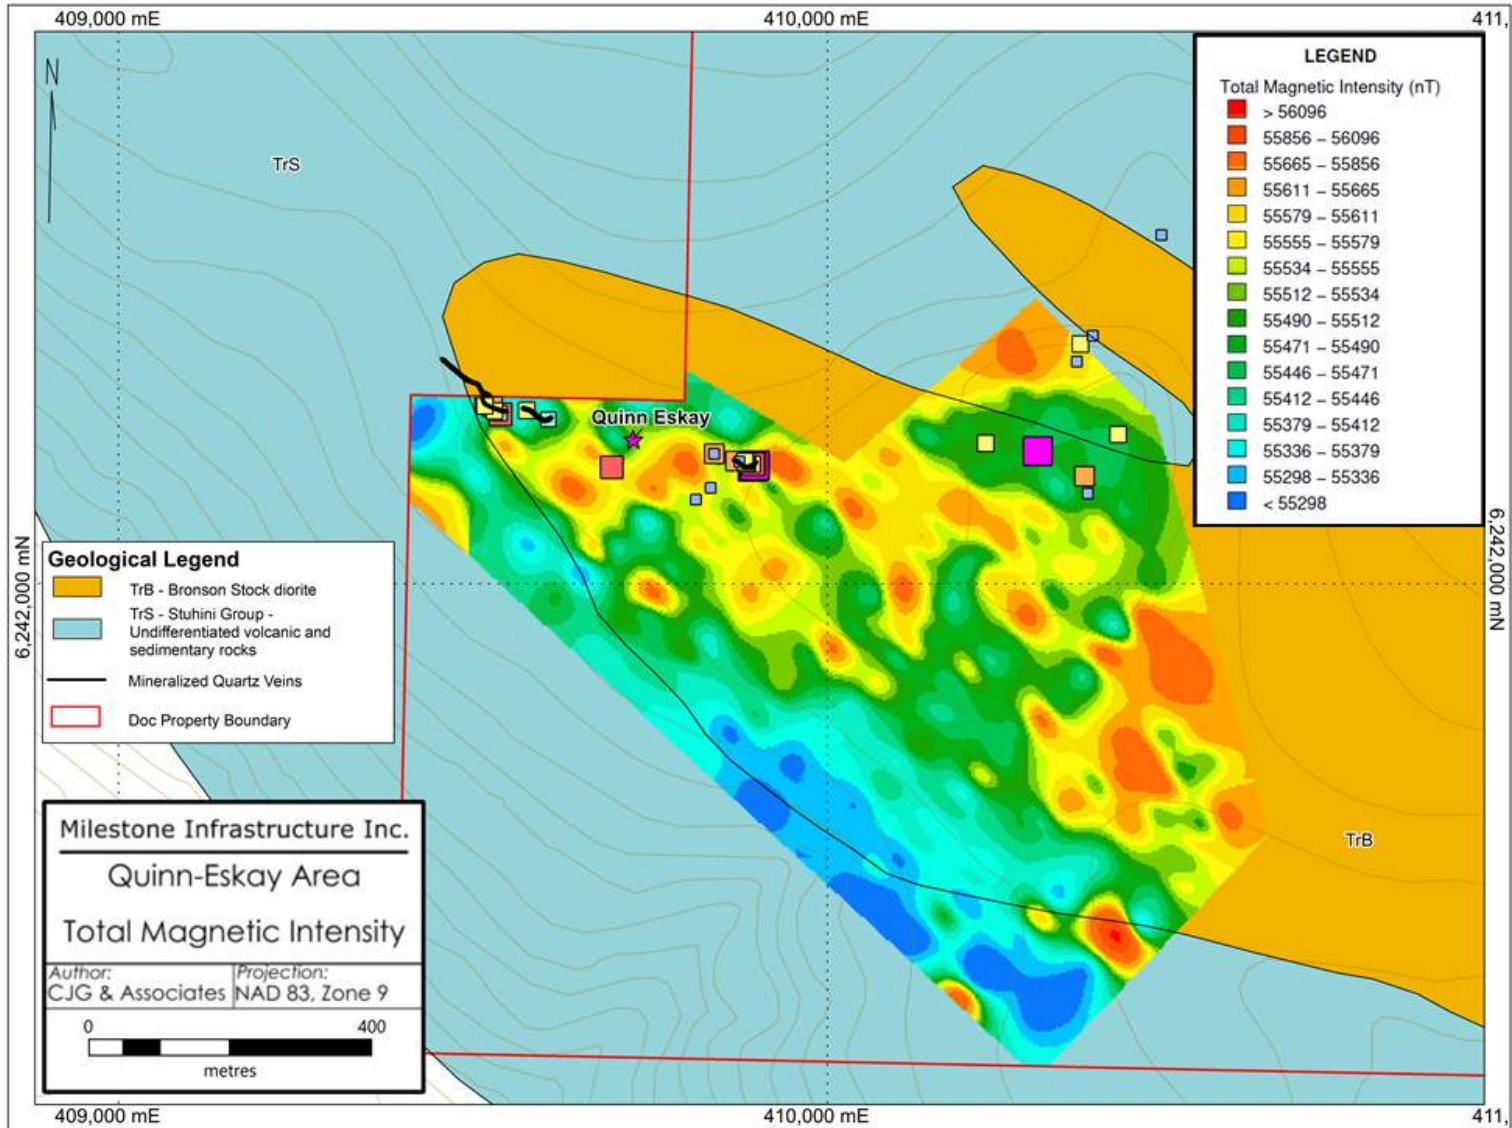 409,000 mE
410,000 mE
411,
N
TrS
LEGEND
Total Magnetic Intensity (nT)
> 56096
55856 – 56096
55665 – 55856
55611 – 55665
55579 – 55611
55555 – 55579
55534 – 55555
55512 – 55534
55490 – 55512
55471 – 55490
55446 – 55471
55412 – 55446
55379 – 55412
55336 – 55379
55298 – 55336
< 55298
Quinn Eskay
6,242,000 mN
6,242,000 mN
Geological Legend
TrB - Bronson Stock diorite
TrS - Stuhini Group -
Undifferentiated volcanic and
sedimentary rocks
Mineralized Quartz Veins
Doc Property Boundary
TrB
Milestone Infrastructure Inc.
Quinn-Eskay Area
Total Magnetic Intensity
Author:
CJG & Associates
Projection:
NAD 83, Zone 9
0 400
metres
409,000 mE
410,000 mE
411,